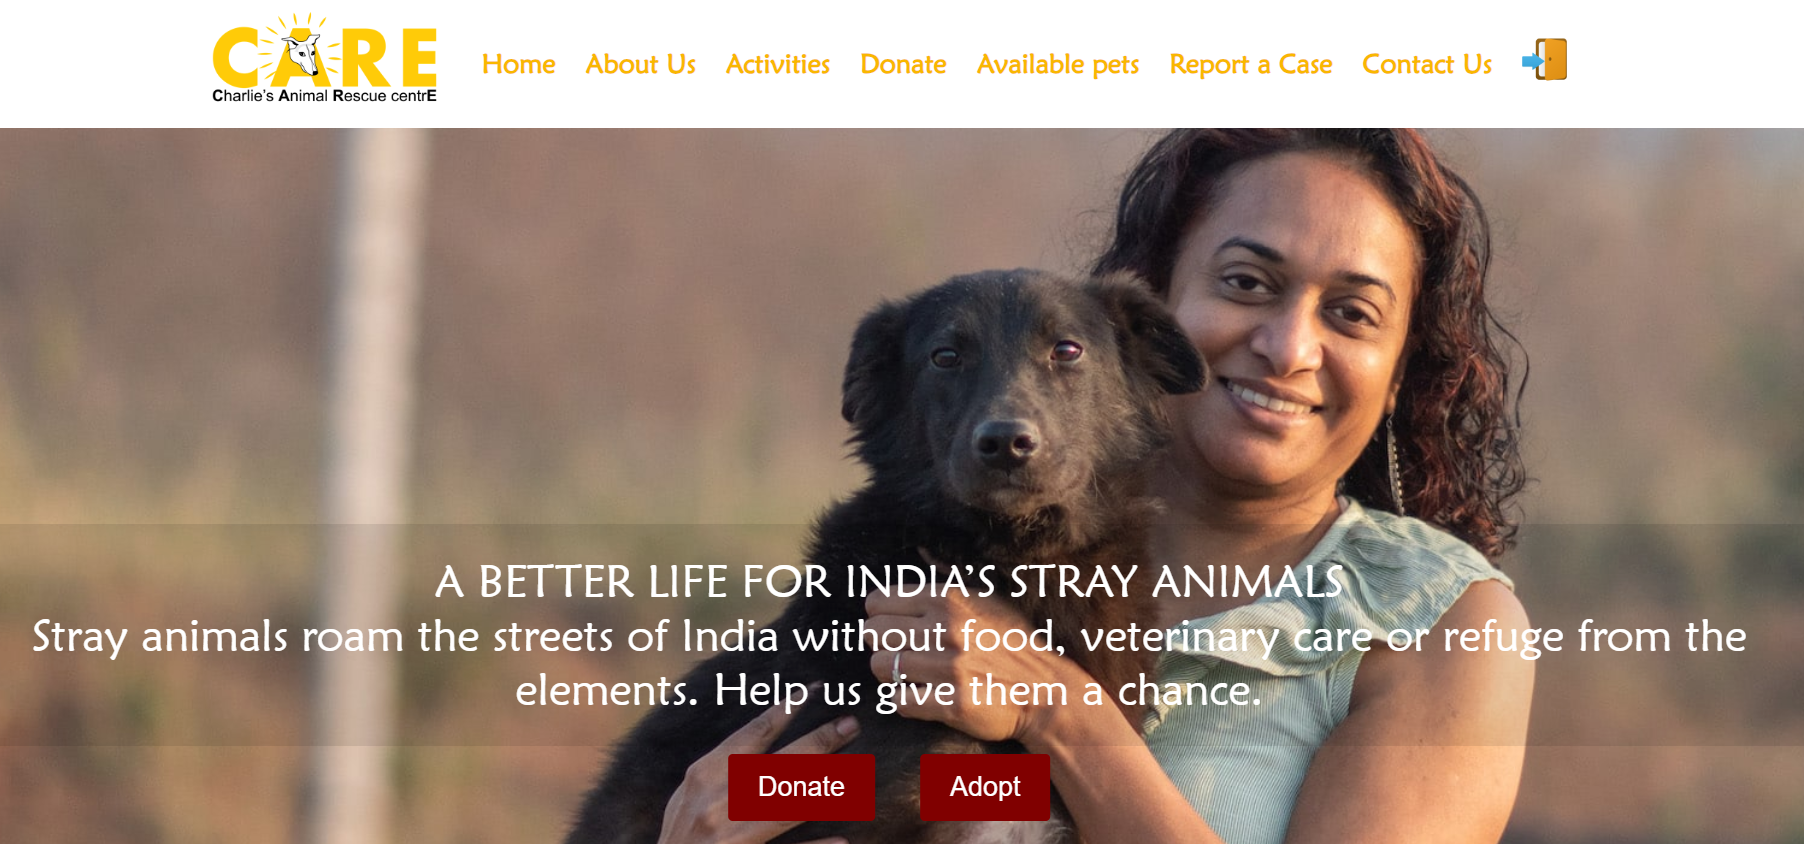 CARE
Charlie's Animal Rescue centrE
Home About Us Activities Donate Available pets Report a Case Contact Us
A BETTER LIFE FOR INDIA’S STRAY ANIMALS
Stray animals roam the streets of India without food, veterinary care or refuge from the
elements. Help us give them a chance.
Donate Adopt